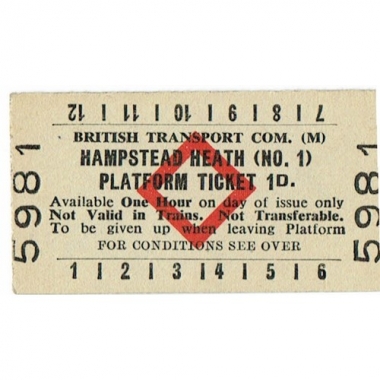 12 | 11 | 10 | 9 | 8 | 7
BRITISH TRANSPORT COM. (M)
HAMPSTEAD HEATH (NO. 1)
PLATFORM TICKET 1D.
Available One Hour on day of issue only
Not Valid in Trains. Not Transferable.
To be given up when leaving Platform
FOR CONDITIONS SEE OVER
1 | 2 | 3 | 4 | 5 | 6
5981
5981